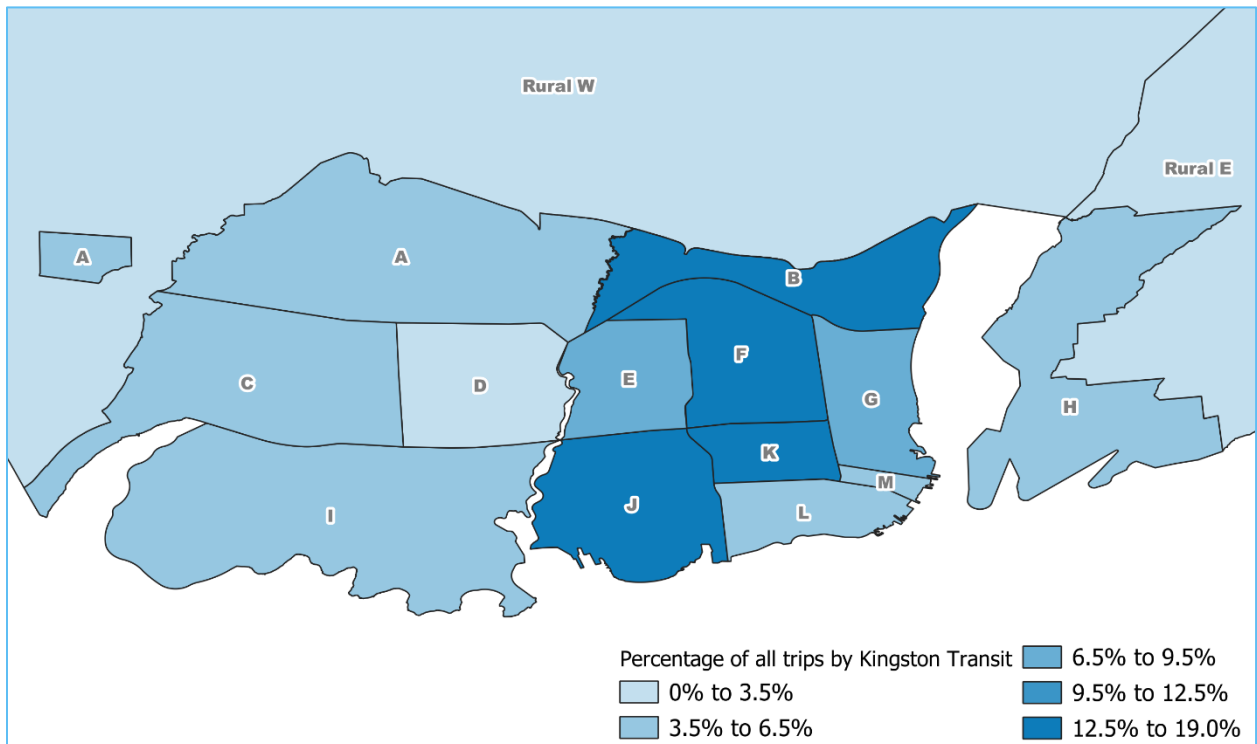 Rural W
Rural E
A
A
B
C
D
E
F
G
H
I
J
K
L
M
Percentage of all trips by Kingston Transit
0% to 3.5%
3.5% to 6.5%
6.5% to 9.5%
9.5% to 12.5%
12.5% to 19.0%